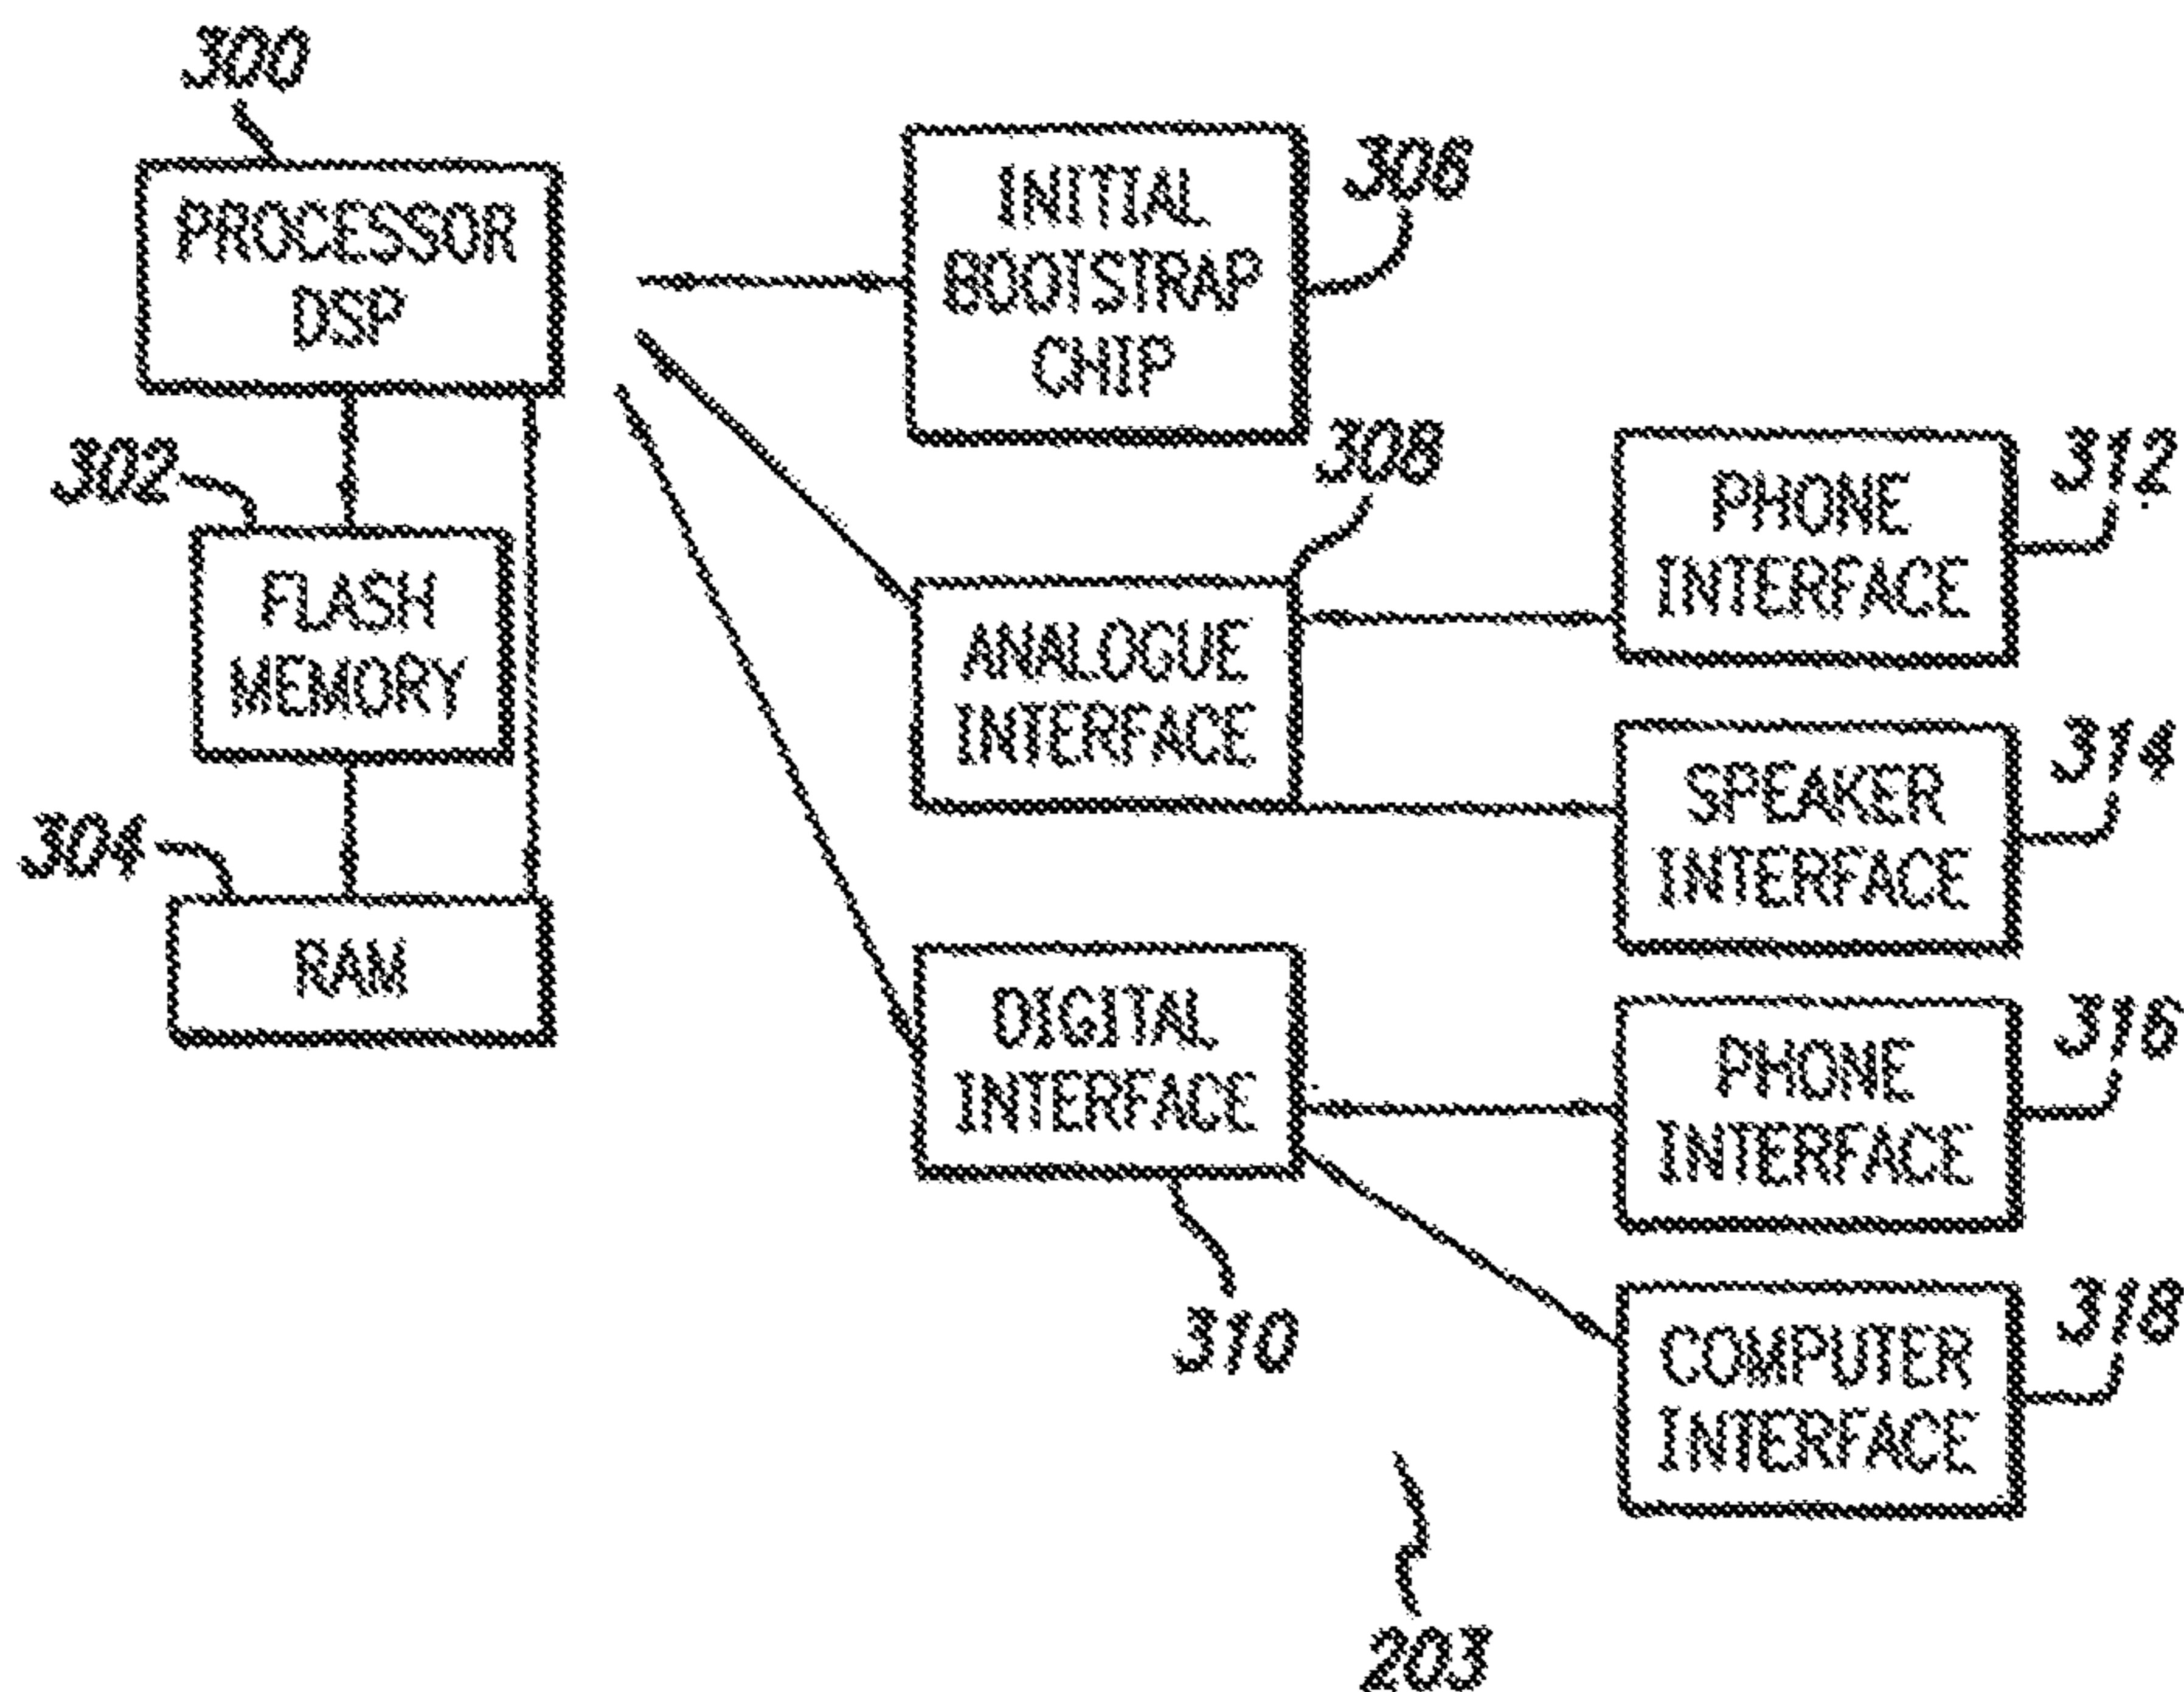 300
PROCESSOR
DSP
302
FLASH
MEMORY
304
RAM
INITIAL
BOOTSTRAP
CHIP
306
308
ANALOGUE
INTERFACE
DIGITAL
INTERFACE
310
PHONE
INTERFACE
312
SPEAKER
INTERFACE
314
PHONE
INTERFACE
316
COMPUTER
INTERFACE
318
203